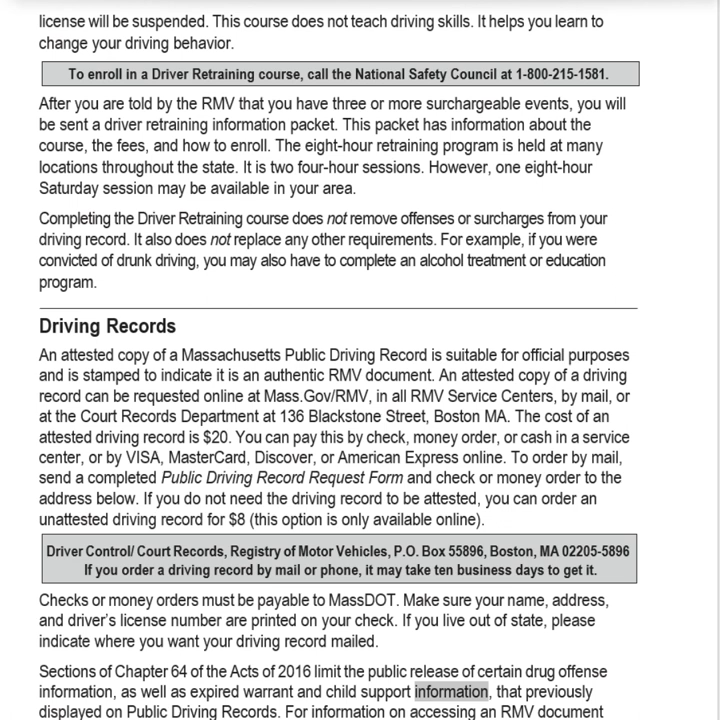 license will be suspended. This course does not teach driving skills. It helps you learn to
change your driving behavior.
To enroll in a Driver Retraining course, call the National Safety Council at 1-800-215-1581.
After you are told by the RMV that you have three or more surchargeable events, you will
be sent a driver retraining information packet. This packet has information about the
course, the fees, and how to enroll. The eight-hour retraining program is held at many
locations throughout the state. It is two four-hour sessions. However, one eight-hour
Saturday session may be available in your area.
Completing the Driver Retraining course does not remove offenses or surcharges from your
driving record. It also does not replace any other requirements. For example, if you were
convicted of drunk driving, you may also have to complete an alcohol treatment or education
program.
Driving Records
An attested copy of a Massachusetts Public Driving Record is suitable for official purposes
and is stamped to indicate it is an authentic RMV document. An attested copy of a driving
record can be requested online at Mass.Gov/RMV, in all RMV Service Centers, by mail, or
at the Court Records Department at 136 Blackstone Street, Boston MA. The cost of an
attested driving record is $20. You can pay this by check, money order, or cash in a service
center, or by VISA, MasterCard, Discover, or American Express online. To order by mail,
send a completed Public Driving Record Request Form and check or money order to the
address below. If you do not need the driving record to be attested, you can order an
unattested driving record for $8 (this option is only available online).
Driver Control/ Court Records, Registry of Motor Vehicles, P.O. Box 55896, Boston, MA 02205-5896
If you order a driving record by mail or phone, it may take ten business days to get it.
Checks or money orders must be payable to MassDOT. Make sure your name, address,
and driver's license number are printed on your check. If you live out of state, please
indicate where you want your driving record mailed.
Sections of Chapter 64 of the Acts of 2016 limit the public release of certain drug offense
information, as well as expired warrant and child support information, that previously
displayed on Public Driving Records. For information on accessing an RMV document